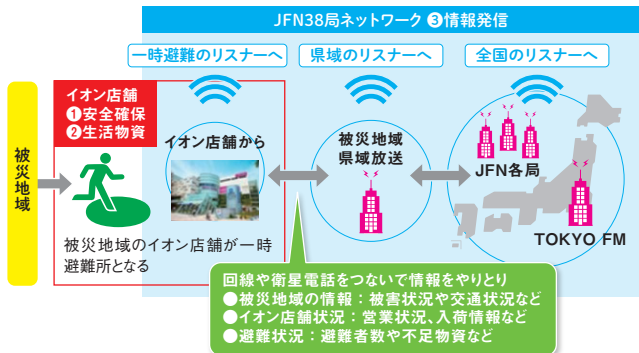 JFN38局ネットワーク ❸情報発信
一時避難のリスナーへ
県域のリスナーへ
全国のリスナーへ
被災地域
イオン店舗
❶安全確保
❷生活物資
イオン店舗から
被災地域のイオン店舗が一時
避難所となる
被災地域
県域放送
JFN各局
TOKYO FM
回線や衛星電話をつないで情報をやりとり
●被災地域の情報：被害状況や交通状況など
●イオン店舗状況：営業状況、入荷情報など
●避難状況：避難者数や不足物資など